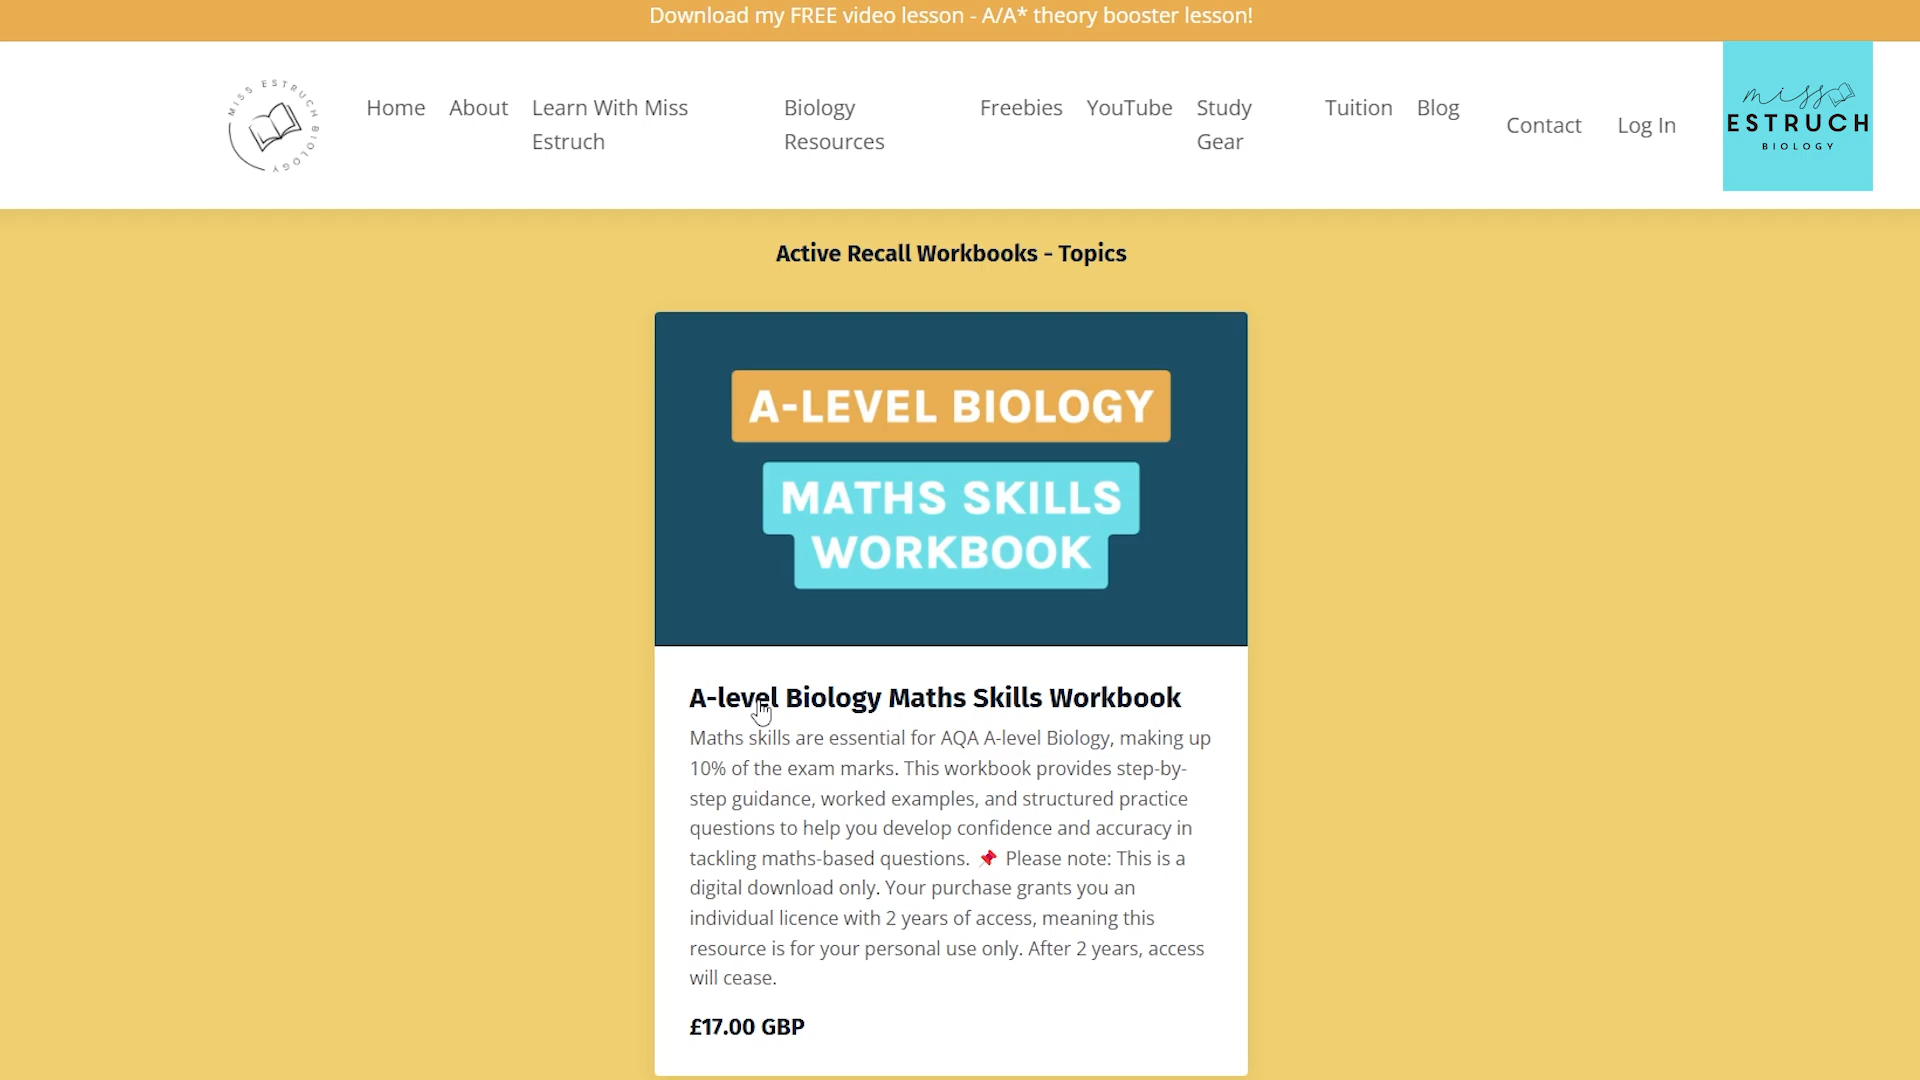 Download my FREE video lesson - A/A* theory booster lesson!
MISS ESTRUCH BIOLOGY
Home About Learn With Miss Estruch Biology Resources Freebies YouTube Study Gear Tuition Blog Contact Log In
miss
ESTRUCH
BIOLOGY
Active Recall Workbooks - Topics
A-LEVEL BIOLOGY
MATHS SKILLS
WORKBOOK
A-level Biology Maths Skills Workbook
Maths skills are essential for AQA A-level Biology, making up
10% of the exam marks. This workbook provides step-by-
step guidance, worked examples, and structured practice
questions to help you develop confidence and accuracy in
tackling maths-based questions. 📌 Please note: This is a
digital download only. Your purchase grants you an
individual licence with 2 years of access, meaning this
resource is for your personal use only. After 2 years, access
will cease.
£17.00 GBP